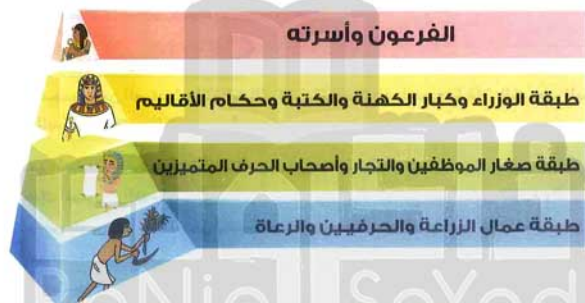 الفرعون وأسرته
طبقة الوزراء وكبار الكهنة والكتبة وحكام الأقاليم
طبقة صغار الموظفين والتجار وأصحاب الحرف المتميزين
طبقة عمال الزراعة والحرفيين والرعاة